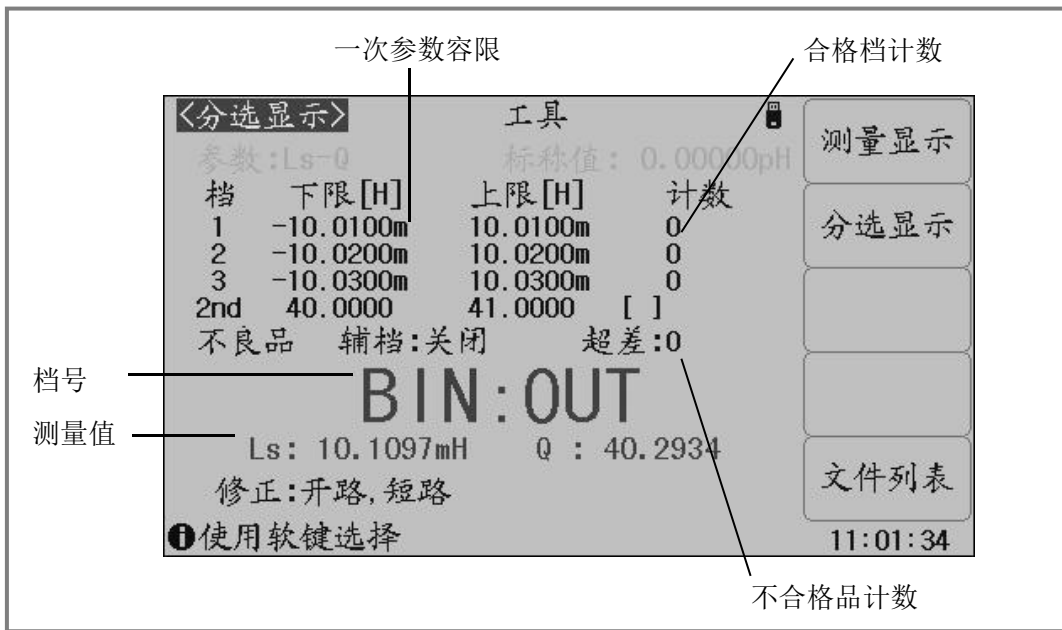 一次参数容限
合格档计数
<分选显示>
工具
参数:Ls-Q
标称值: 0.00000pH
档 下限[H] 上限[H] 计数
1 -10.0100m 10.0100m 0
2 -10.0200m 10.0200m 0
3 -10.0300m 10.0300m 0
2nd 40.0000 41.0000 [ ]
不良品 辅档:关闭 超差:0
档号
BIN:OUT
测量值
Ls: 10.1097mH Q : 40.2934
修正:开路,短路
使用软键选择
测量显示
分选显示
文件列表
11:01:34
不合格品计数